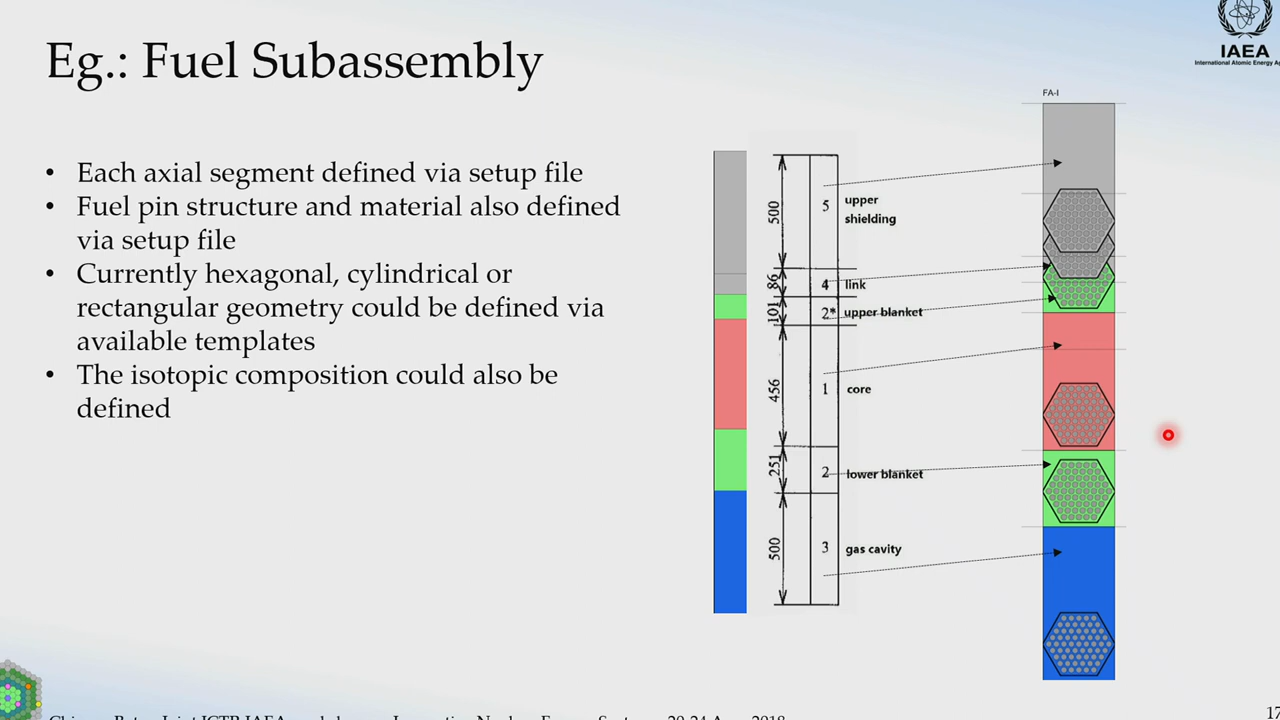 Eg.: Fuel Subassembly
IAEA
• Each axial segment defined via setup file
• Fuel pin structure and material also defined
via setup file
• Currently hexagonal, cylindrical or
rectangular geometry could be defined via
available templates
• The isotopic composition could also be
defined
500
5
upper
shielding
86
4
link
101
2*
upper blanket
456
1
core
251
2
lower blanket
500
3
gas cavity
FA-I
International Atomic Energy
17